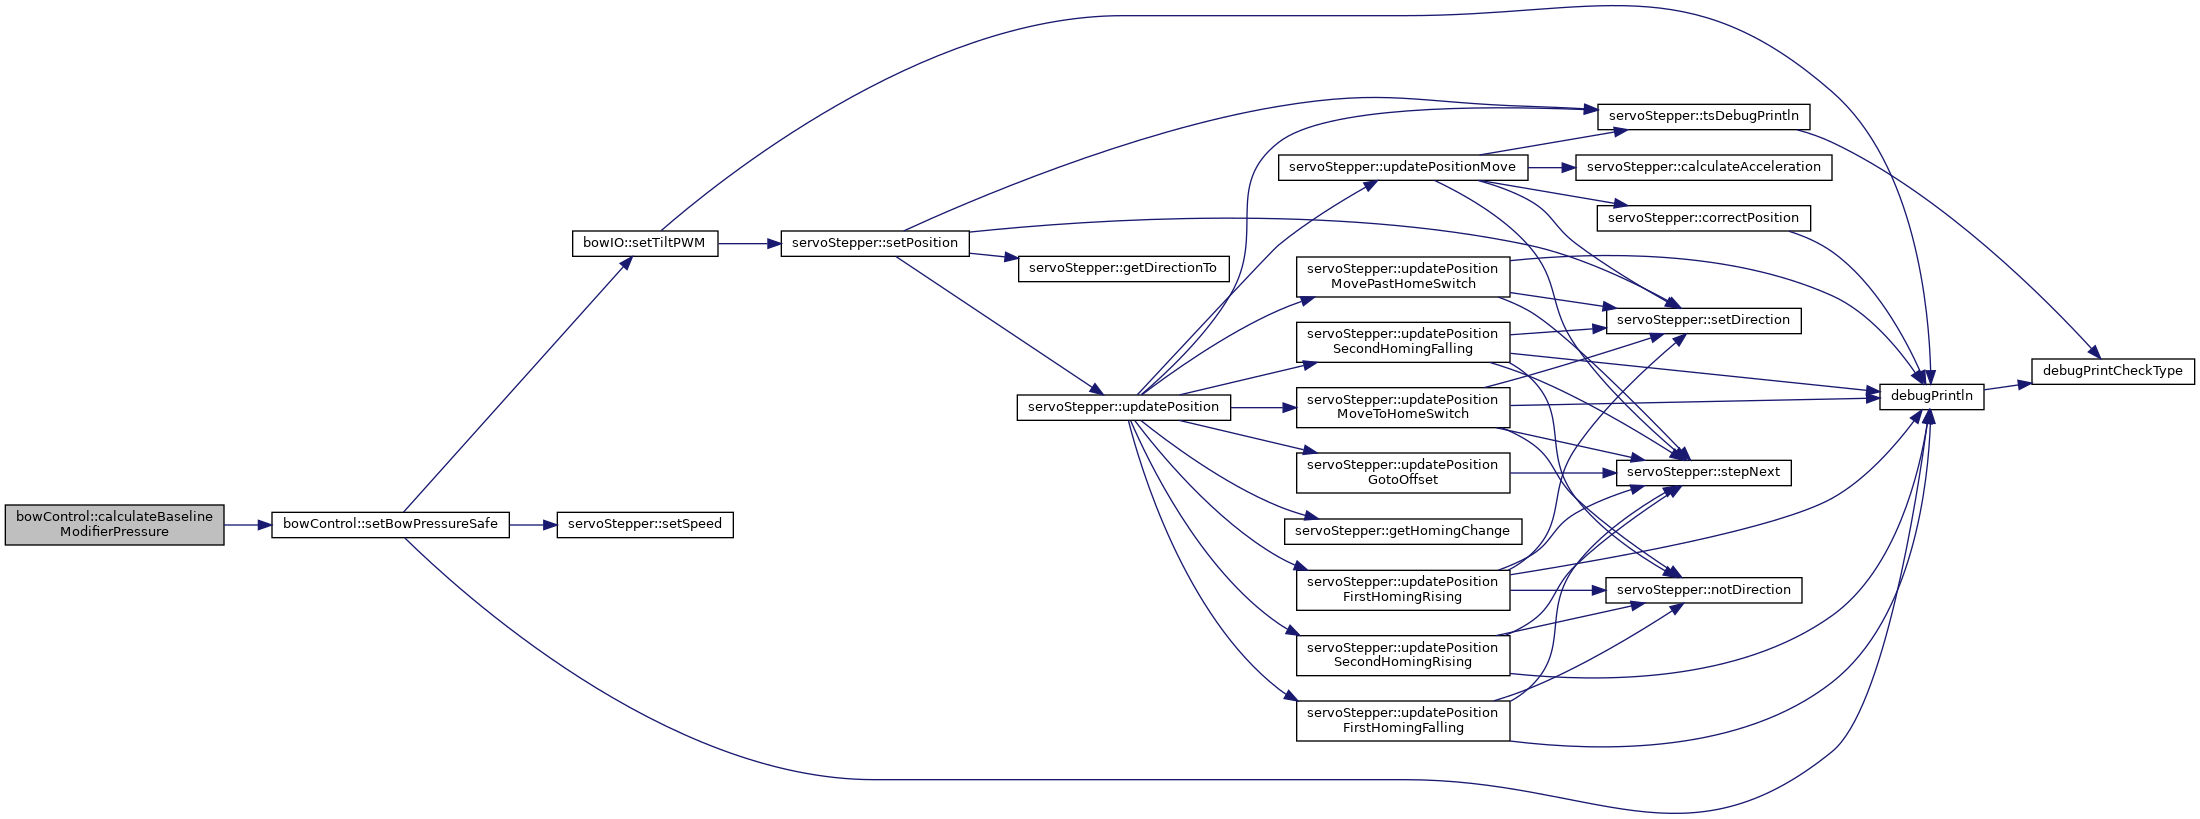 bowControl::calculateBaseline
ModifierPressure
bowControl::setBowPressureSafe
bowIO::setTiltPWM
servoStepper::setSpeed
servoStepper::setPosition
servoStepper::getDirectionTo
servoStepper::updatePosition
servoStepper::updatePositionMove
servoStepper::updatePosition
MovePastHomeSwitch
servoStepper::updatePosition
SecondHomingFalling
servoStepper::updatePosition
MoveToHomeSwitch
servoStepper::updatePosition
GotoOffset
servoStepper::getHomingChange
servoStepper::updatePosition
FirstHomingRising
servoStepper::updatePosition
SecondHomingRising
servoStepper::updatePosition
FirstHomingFalling
servoStepper::tsDebugPrintln
servoStepper::calculateAcceleration
servoStepper::correctPosition
servoStepper::setDirection
servoStepper::stepNext
servoStepper::notDirection
debugPrintln
debugPrintCheckType